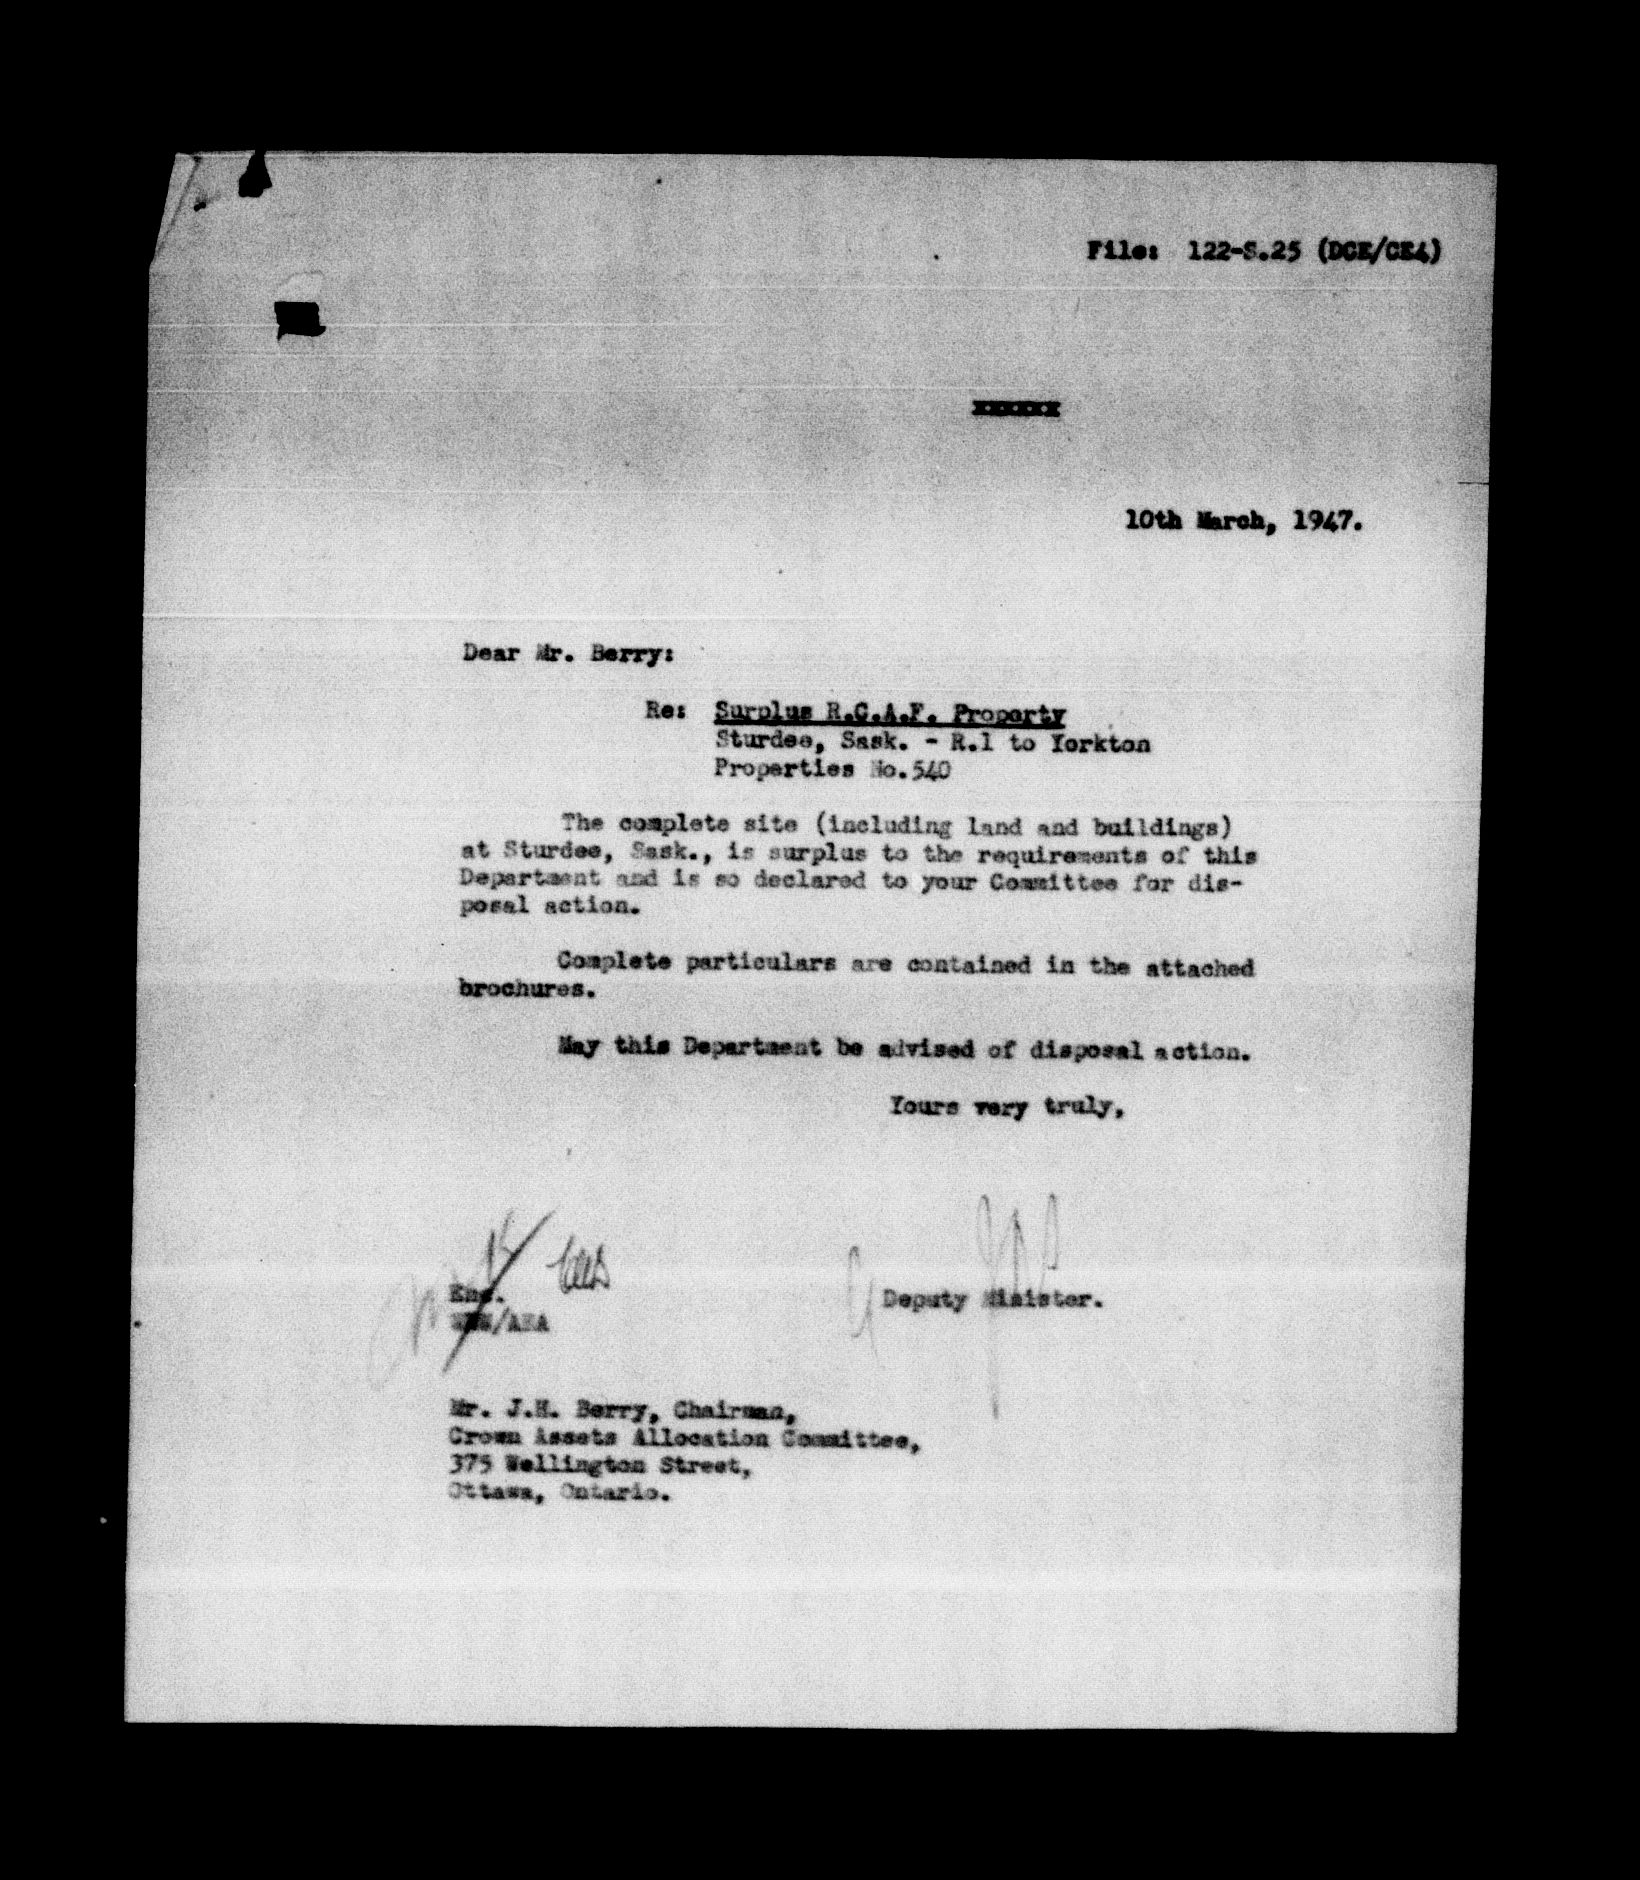 File: 122-S.25 (DCE/CE4)
10th March, 1947.
Dear Mr. Berry:
Re: Surplus R.C.A.F. Property
Sturdee, Sask. - R.1 to Yorkton
Properties No.540
The complete site (including land and buildings)
at Sturdee, Sask., is surplus to the requirements of this
Department and is so declared to your Committee for dis-
posal action.
Complete particulars are contained in the attached
brochures.
May this Department be advised of disposal action.
Yours very truly,
Enc.
Deputy Minister.
Mr. J.H. Berry, Chairman,
Crown Assets Allocation Committee,
375 Wellington Street,
Ottawa, Ontario.